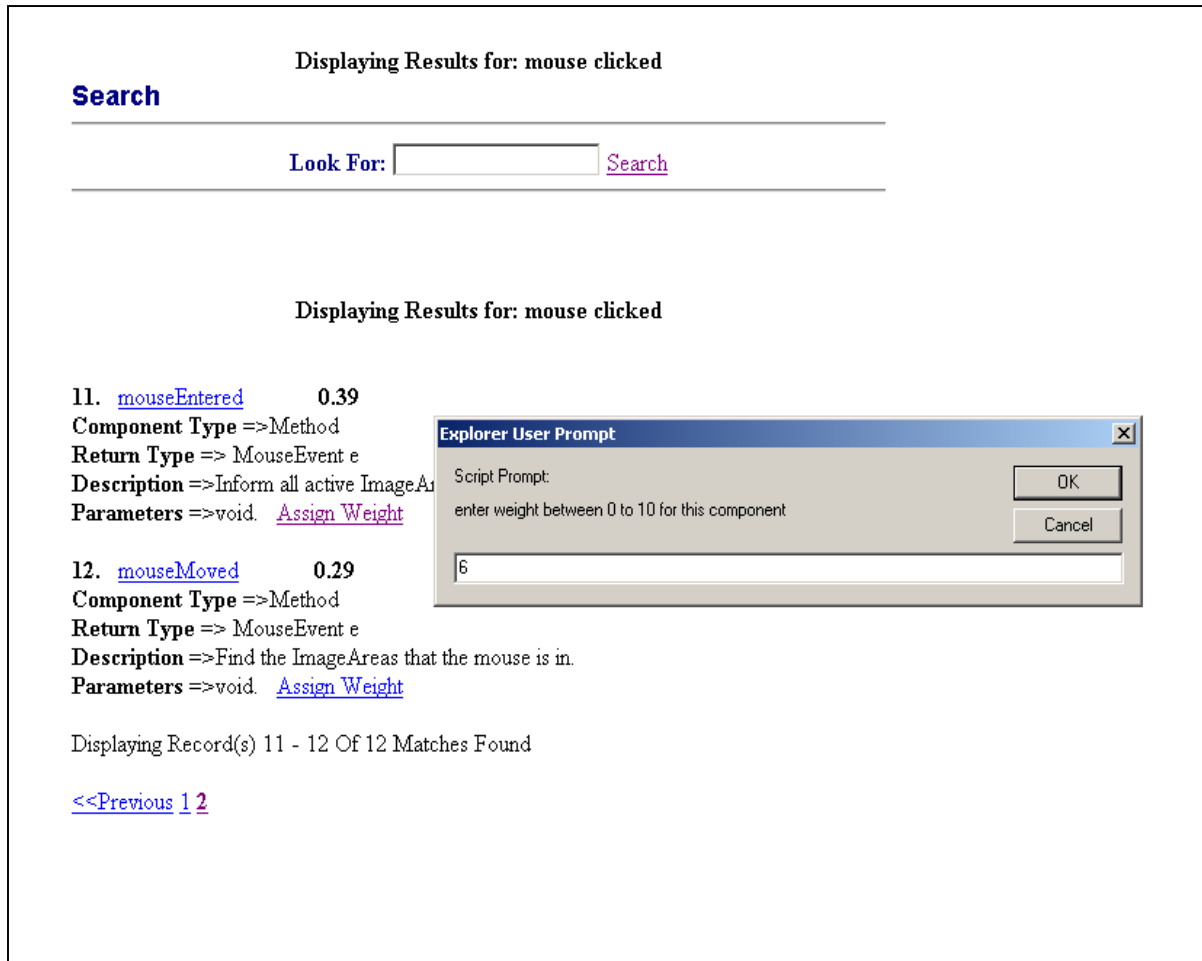 Displaying Results for: mouse clicked
Search
Look For: Search
Displaying Results for: mouse clicked
11. mouseEntered 0.39
Component Type =>Method
Return Type => MouseEvent e
Description =>Inform all active ImageAr
Parameters =>void. Assign Weight
Explorer User Prompt
Script Prompt:
OK
enter weight between 0 to 10 for this component
Cancel
6
12. mouseMoved 0.29
Component Type =>Method
Return Type => MouseEvent e
Description =>Find the ImageAreas that the mouse is in.
Parameters =>void. Assign Weight
Displaying Record(s) 11 - 12 Of 12 Matches Found
<<Previous 1 2